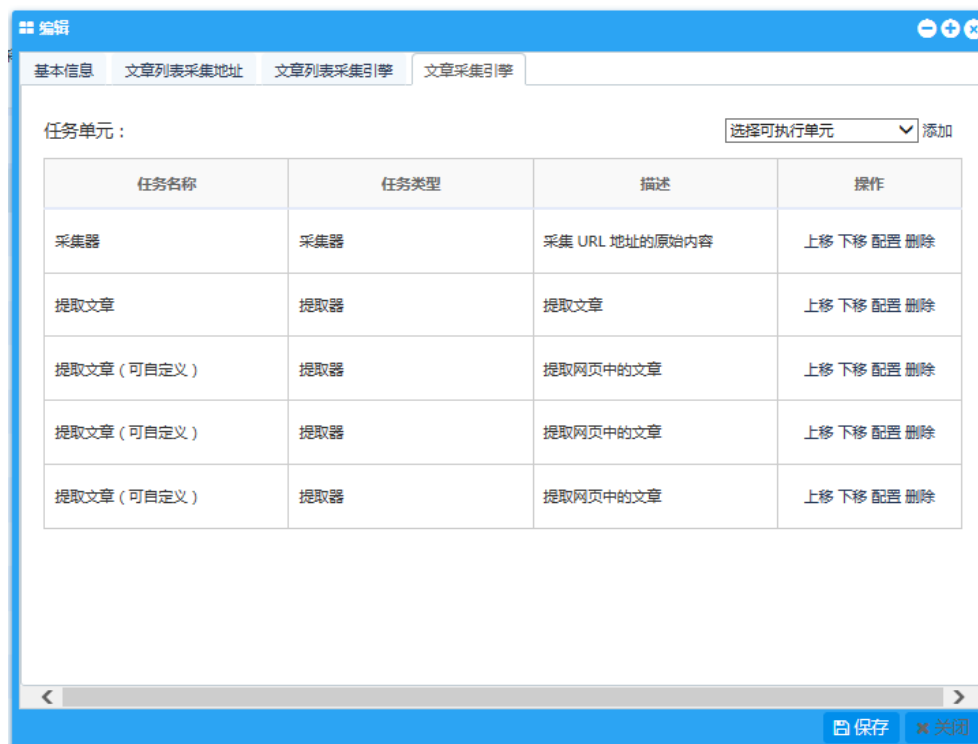 编辑
基本信息 文章列表采集地址 文章列表采集引擎 文章采集引擎
任务单元： 选择可执行单元 添加
任务名称 任务类型 描述 操作
采集器 采集器 采集 URL 地址的原始内容 上移 下移 配置 删除
提取文章 提取器 提取文章 上移 下移 配置 删除
提取文章（可自定义） 提取器 提取网页中的文章 上移 下移 配置 删除
提取文章（可自定义） 提取器 提取网页中的文章 上移 下移 配置 删除
提取文章（可自定义） 提取器 提取网页中的文章 上移 下移 配置 删除
保存 关闭